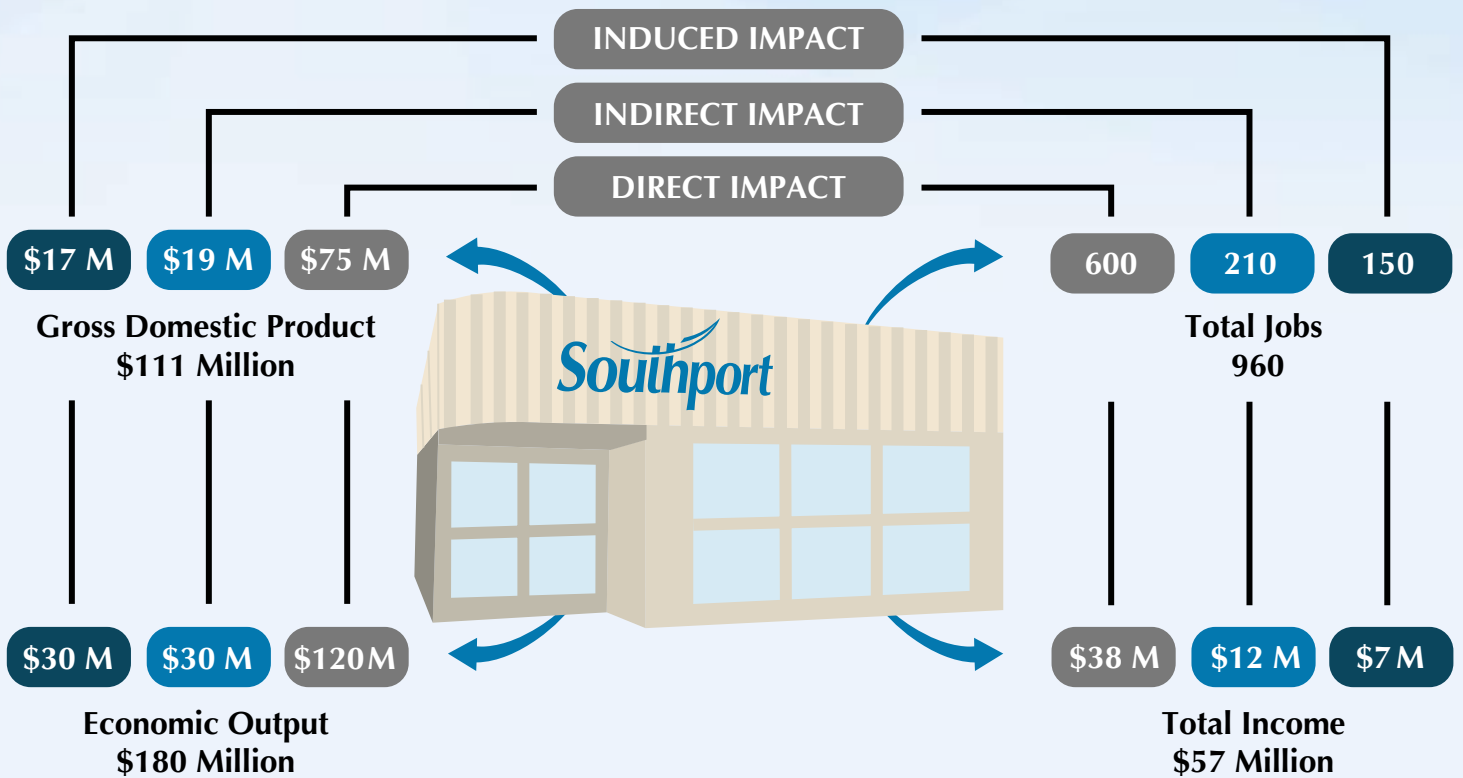 INDUCED IMPACT
INDIRECT IMPACT
DIRECT IMPACT
$17 M $19 M $75 M
Gross Domestic Product
$111 Million
600 210 150
Total Jobs
960
Southport
$30 M $30 M $120M
Economic Output
$180 Million
$38 M $12 M $7 M
Total Income
$57 Million